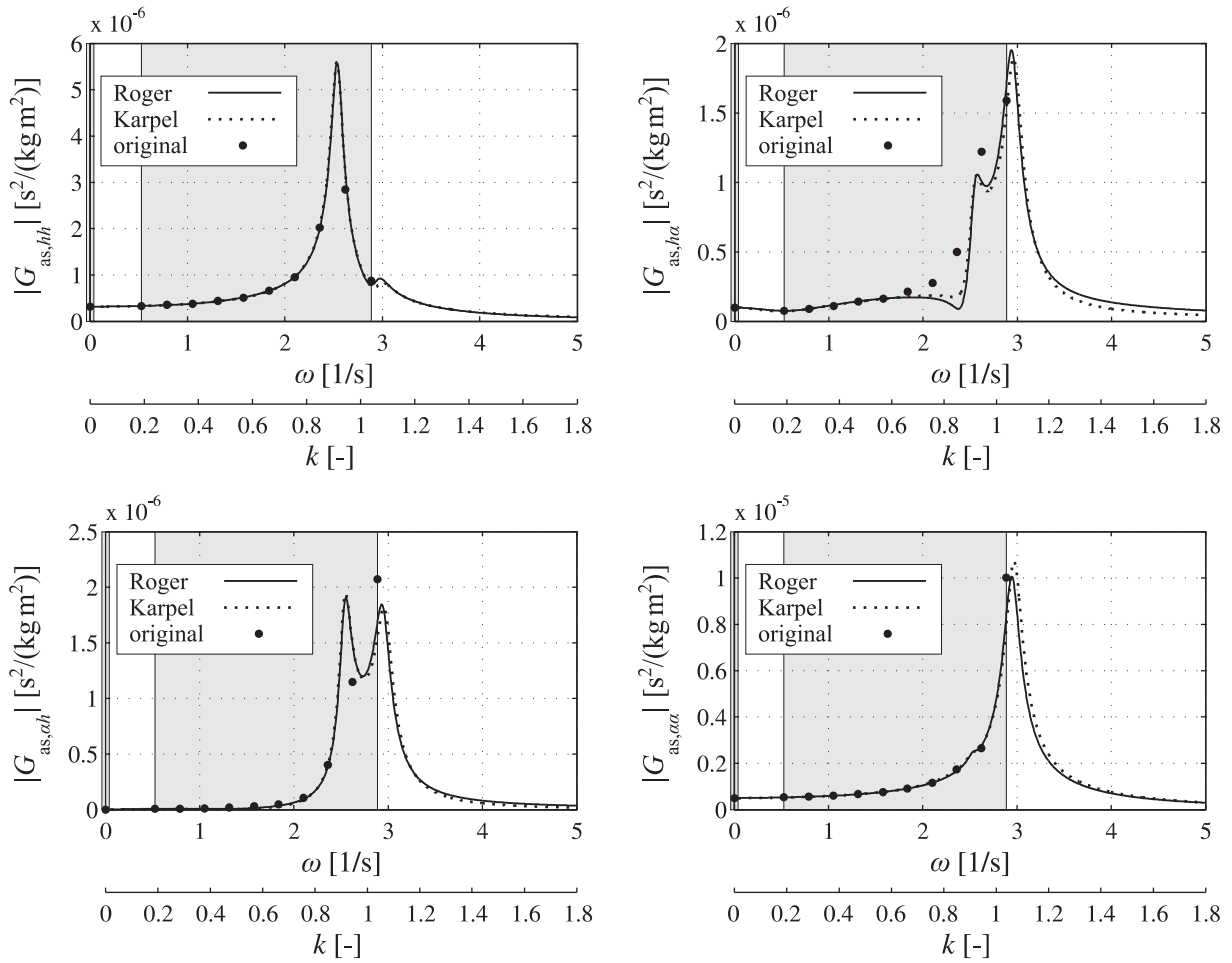 x 10⁻⁶
6
5
4
3
2
1
0
|G as,hh| [s²/(kg m²)]
Roger
Karpel
original
0 1 2 3 4 5
ω [1/s]
0 0.2 0.4 0.6 0.8 1 1.2 1.4 1.6 1.8
k [-]
x 10⁻⁶
2
1.5
1
0.5
0
|G as,hα| [s²/(kg m²)]
Roger
Karpel
original
0 1 2 3 4 5
ω [1/s]
0 0.2 0.4 0.6 0.8 1 1.2 1.4 1.6 1.8
k [-]
x 10⁻⁶
2.5
2
1.5
1
0.5
0
|G as,αh| [s²/(kg m²)]
Roger
Karpel
original
0 1 2 3 4 5
ω [1/s]
0 0.2 0.4 0.6 0.8 1 1.2 1.4 1.6 1.8
k [-]
x 10⁻⁵
1.2
1
0.8
0.6
0.4
0.2
0
|G as,αα| [s²/(kg m²)]
Roger
Karpel
original
0 1 2 3 4 5
ω [1/s]
0 0.2 0.4 0.6 0.8 1 1.2 1.4 1.6 1.8
k [-]